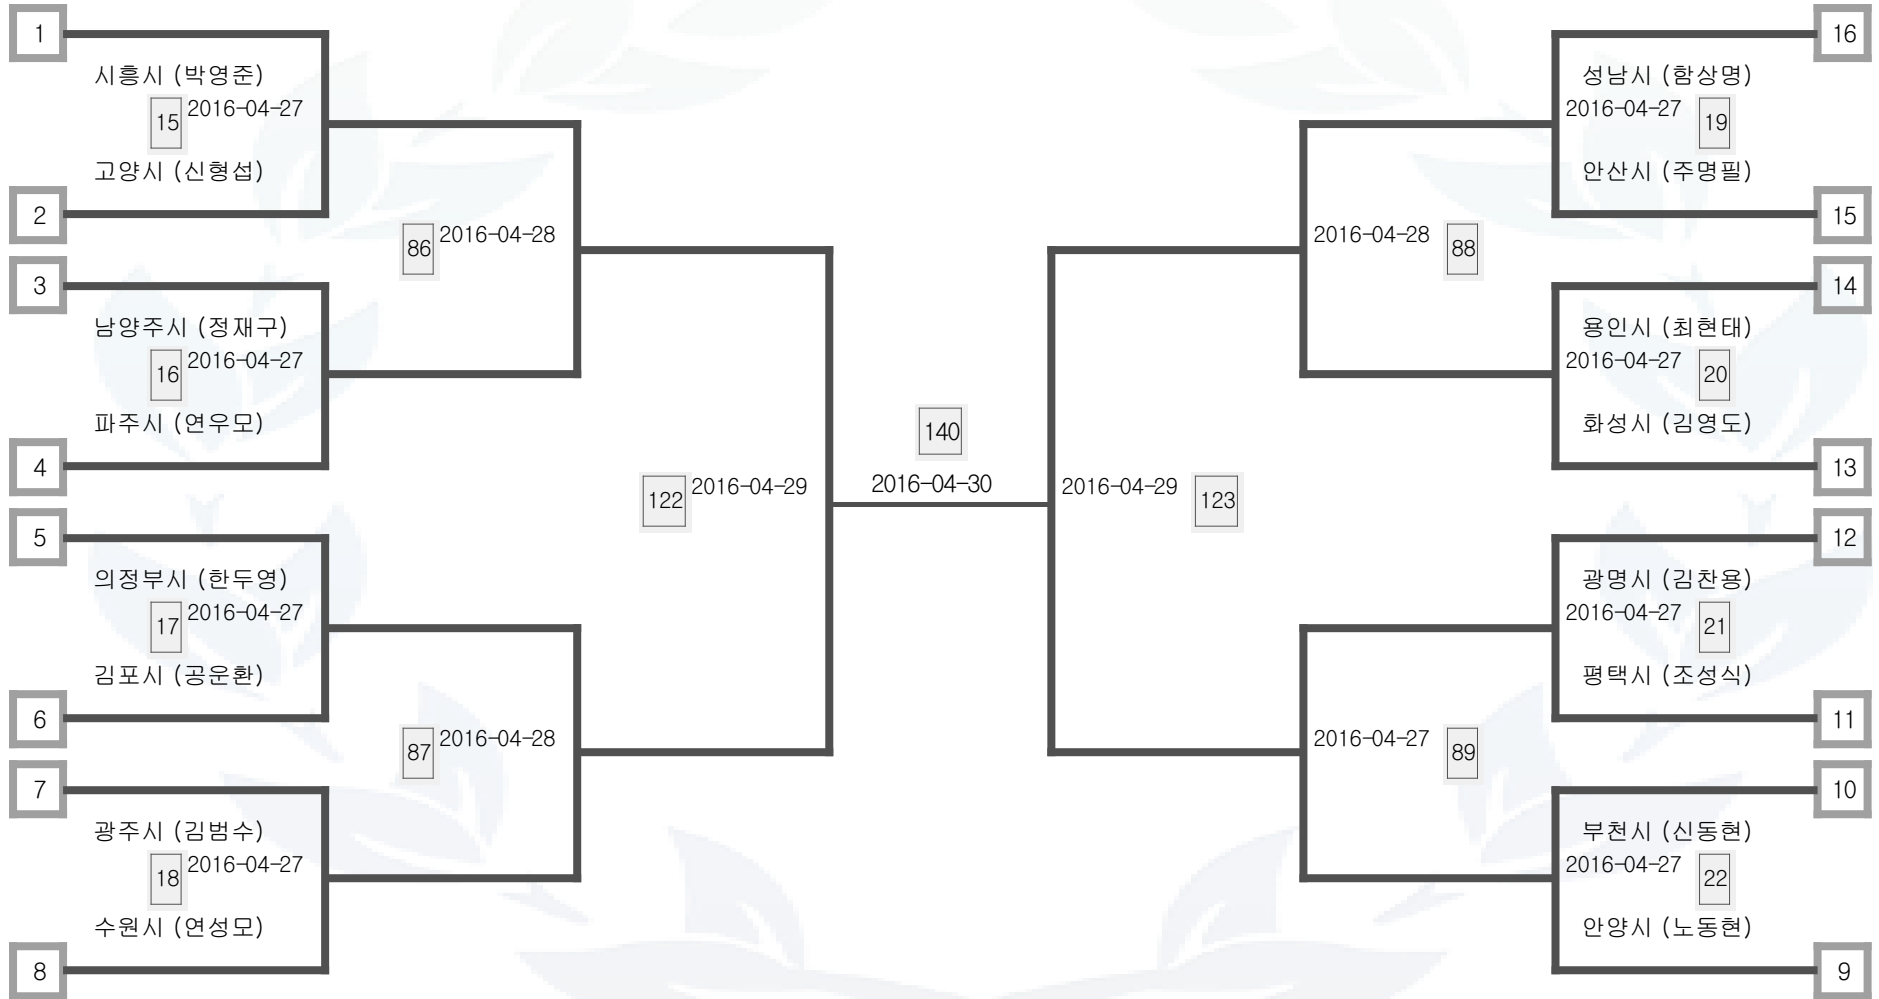 1
시흥시 (박영준)
15 2016-04-27
고양시 (신형섭)
2
86 2016-04-28
3
남양주시 (정재구)
16 2016-04-27
파주시 (연우모)
4
122 2016-04-29
5
의정부시 (한두영)
17 2016-04-27
김포시 (공운환)
6
87 2016-04-28
7
광주시 (김범수)
18 2016-04-27
수원시 (연성모)
8
140
2016-04-30
16
성남시 (함상명)
2016-04-27 19
안산시 (주명필)
15
2016-04-28 88
14
용인시 (최현태)
2016-04-27 20
화성시 (김영도)
13
2016-04-29 123
12
광명시 (김찬용)
2016-04-27 21
평택시 (조성식)
11
2016-04-27 89
10
부천시 (신동현)
2016-04-27 22
안양시 (노동현)
9